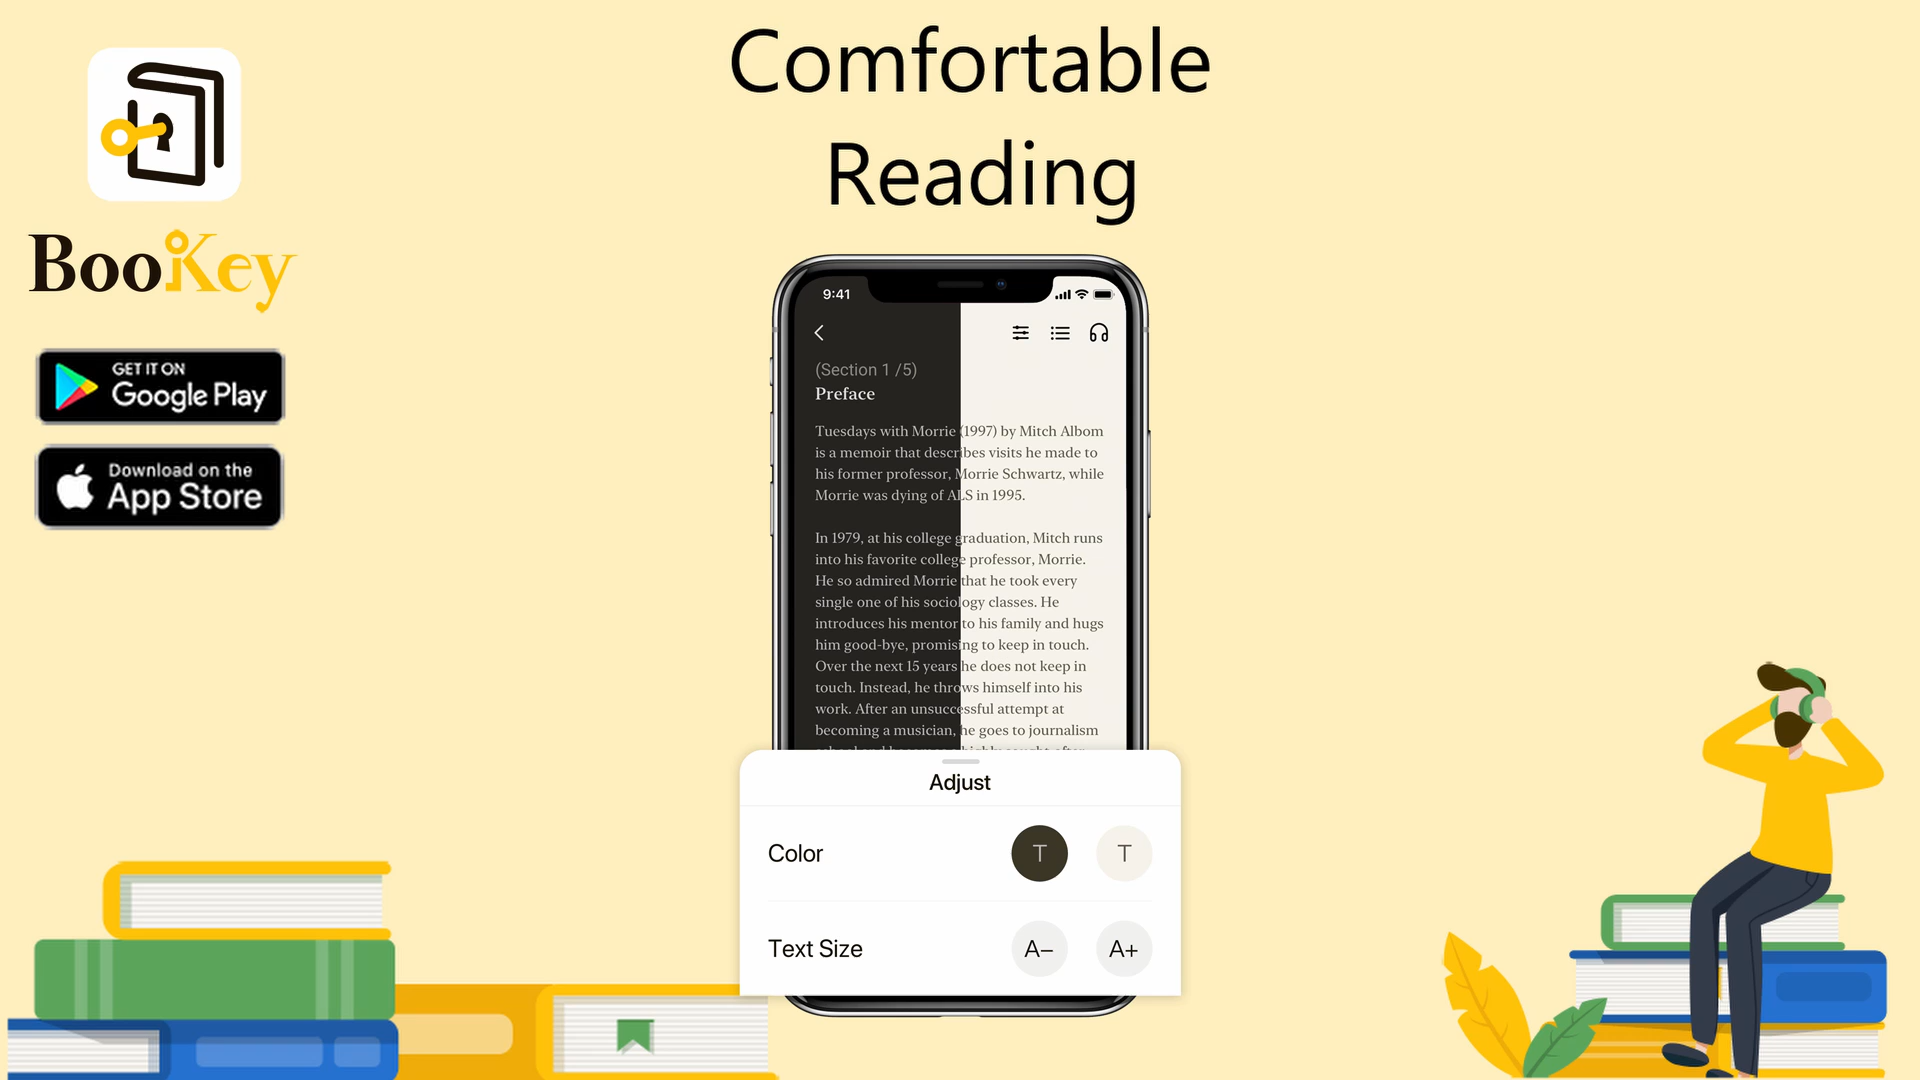 Comfortable
Reading
BooKey
GET IT ON
Google Play
Download on the
App Store
9:41
(Section 1 /5)
Preface
Tuesdays with Morrie (1997) by Mitch Albom
is a memoir that describes visits he made to
his former professor, Morrie Schwartz, while
Morrie was dying of ALS in 1995.
In 1979, at his college graduation, Mitch runs
into his favorite college professor, Morrie.
He so admired Morrie that he took every
single one of his sociology classes. He
introduces his mentor to his family and hugs
him good-bye, promising to keep in touch.
Over the next 15 years he does not keep in
touch. Instead, he throws himself into his
work. After an unsuccessful attempt at
becoming a musician, he goes to journalism
Adjust
Color T T
Text Size A- A+